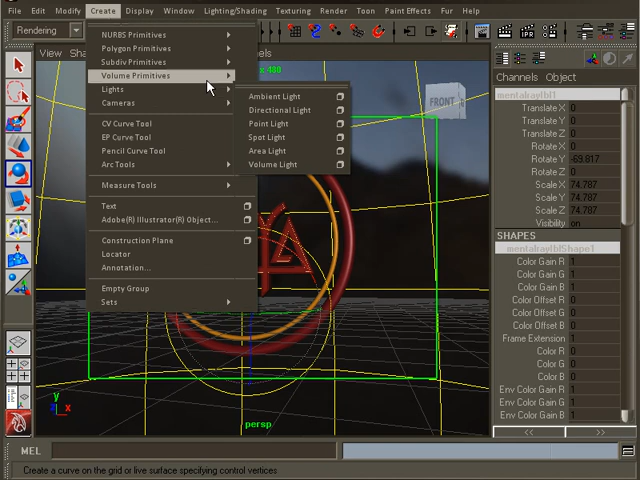 File Edit Modify Create Display Window Lighting/Shading Texturing Render Toon Paint Effects Fur Help
Rendering
IPR
View
NURBS Primitives
Polygon Primitives
Subdiv Primitives
Volume Primitives
Lights
Cameras
CV Curve Tool
EP Curve Tool
Pencil Curve Tool
Arc Tools
Measure Tools
Text
Adobe(R) Illustrator(R) Object...
Construction Plane
Locator
Annotation...
Empty Group
Sets
Ambient Light
Directional Light
Point Light
Spot Light
Area Light
Volume Light
x 480
FRONT
y
z x
persp
Channels Object
mentalrayIbl1
Translate X 0
Translate Y 0
Translate Z 0
Rotate X 0
Rotate Y -69.817
Rotate Z 0
Scale X 74.787
Scale Y 74.787
Scale Z 74.787
Visibility on
SHAPES
mentalrayIblShape1
Color Gain R 1
Color Gain G 1
Color Gain B 1
Color Offset R 0
Color Offset G 0
Color Offset B 0
Frame Extension 1
Color R 0
Color G 0
Color B 0
Env Color Gain R 1
Env Color Gain G 1
Env Color Gain B 1
<< >>
MEL
Create a curve on the grid or live surface specifying control vertices